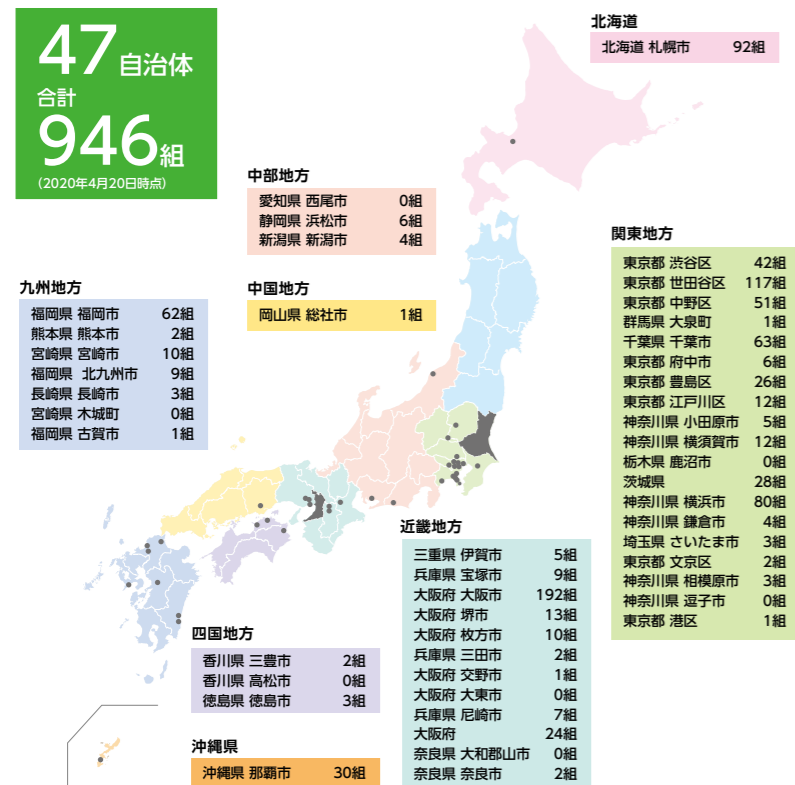 47自治体
合計
946組
(2020年4月20日時点)
北海道
北海道 札幌市 92組
中部地方
愛知県 西尾市 0組
静岡県 浜松市 6組
新潟県 新潟市 4組
中国地方
岡山県 総社市 1組
九州地方
福岡県 福岡市 62組
熊本県 熊本市 2組
宮崎県 宮崎市 10組
福岡県 北九州市 9組
長崎県 長崎市 3組
宮崎県 木城町 0組
福岡県 古賀市 1組
関東地方
東京都 渋谷区 42組
東京都 世田谷区 117組
東京都 中野区 51組
群馬県 大泉町 1組
千葉県 千葉市 63組
東京都 府中市 6組
東京都 豊島区 26組
東京都 江戸川区 12組
神奈川県 小田原市 5組
神奈川県 横須賀市 12組
栃木県 鹿沼市 0組
茨城県 28組
神奈川県 横浜市 80組
神奈川県 鎌倉市 4組
埼玉県 さいたま市 3組
東京都 文京区 2組
神奈川県 相模原市 3組
神奈川県 逗子市 0組
東京都 港区 1組
近畿地方
三重県 伊賀市 5組
兵庫県 宝塚市 9組
大阪府 大阪市 192組
大阪府 堺市 13組
大阪府 枚方市 10組
兵庫県 三田市 2組
大阪府 交野市 1組
大阪府 大東市 0組
兵庫県 尼崎市 7組
大阪府 24組
奈良県 大和郡山市 0組
奈良県 奈良市 2組
四国地方
香川県 三豊市 2組
香川県 高松市 0組
徳島県 徳島市 3組
沖縄県
沖縄県 那覇市 30組